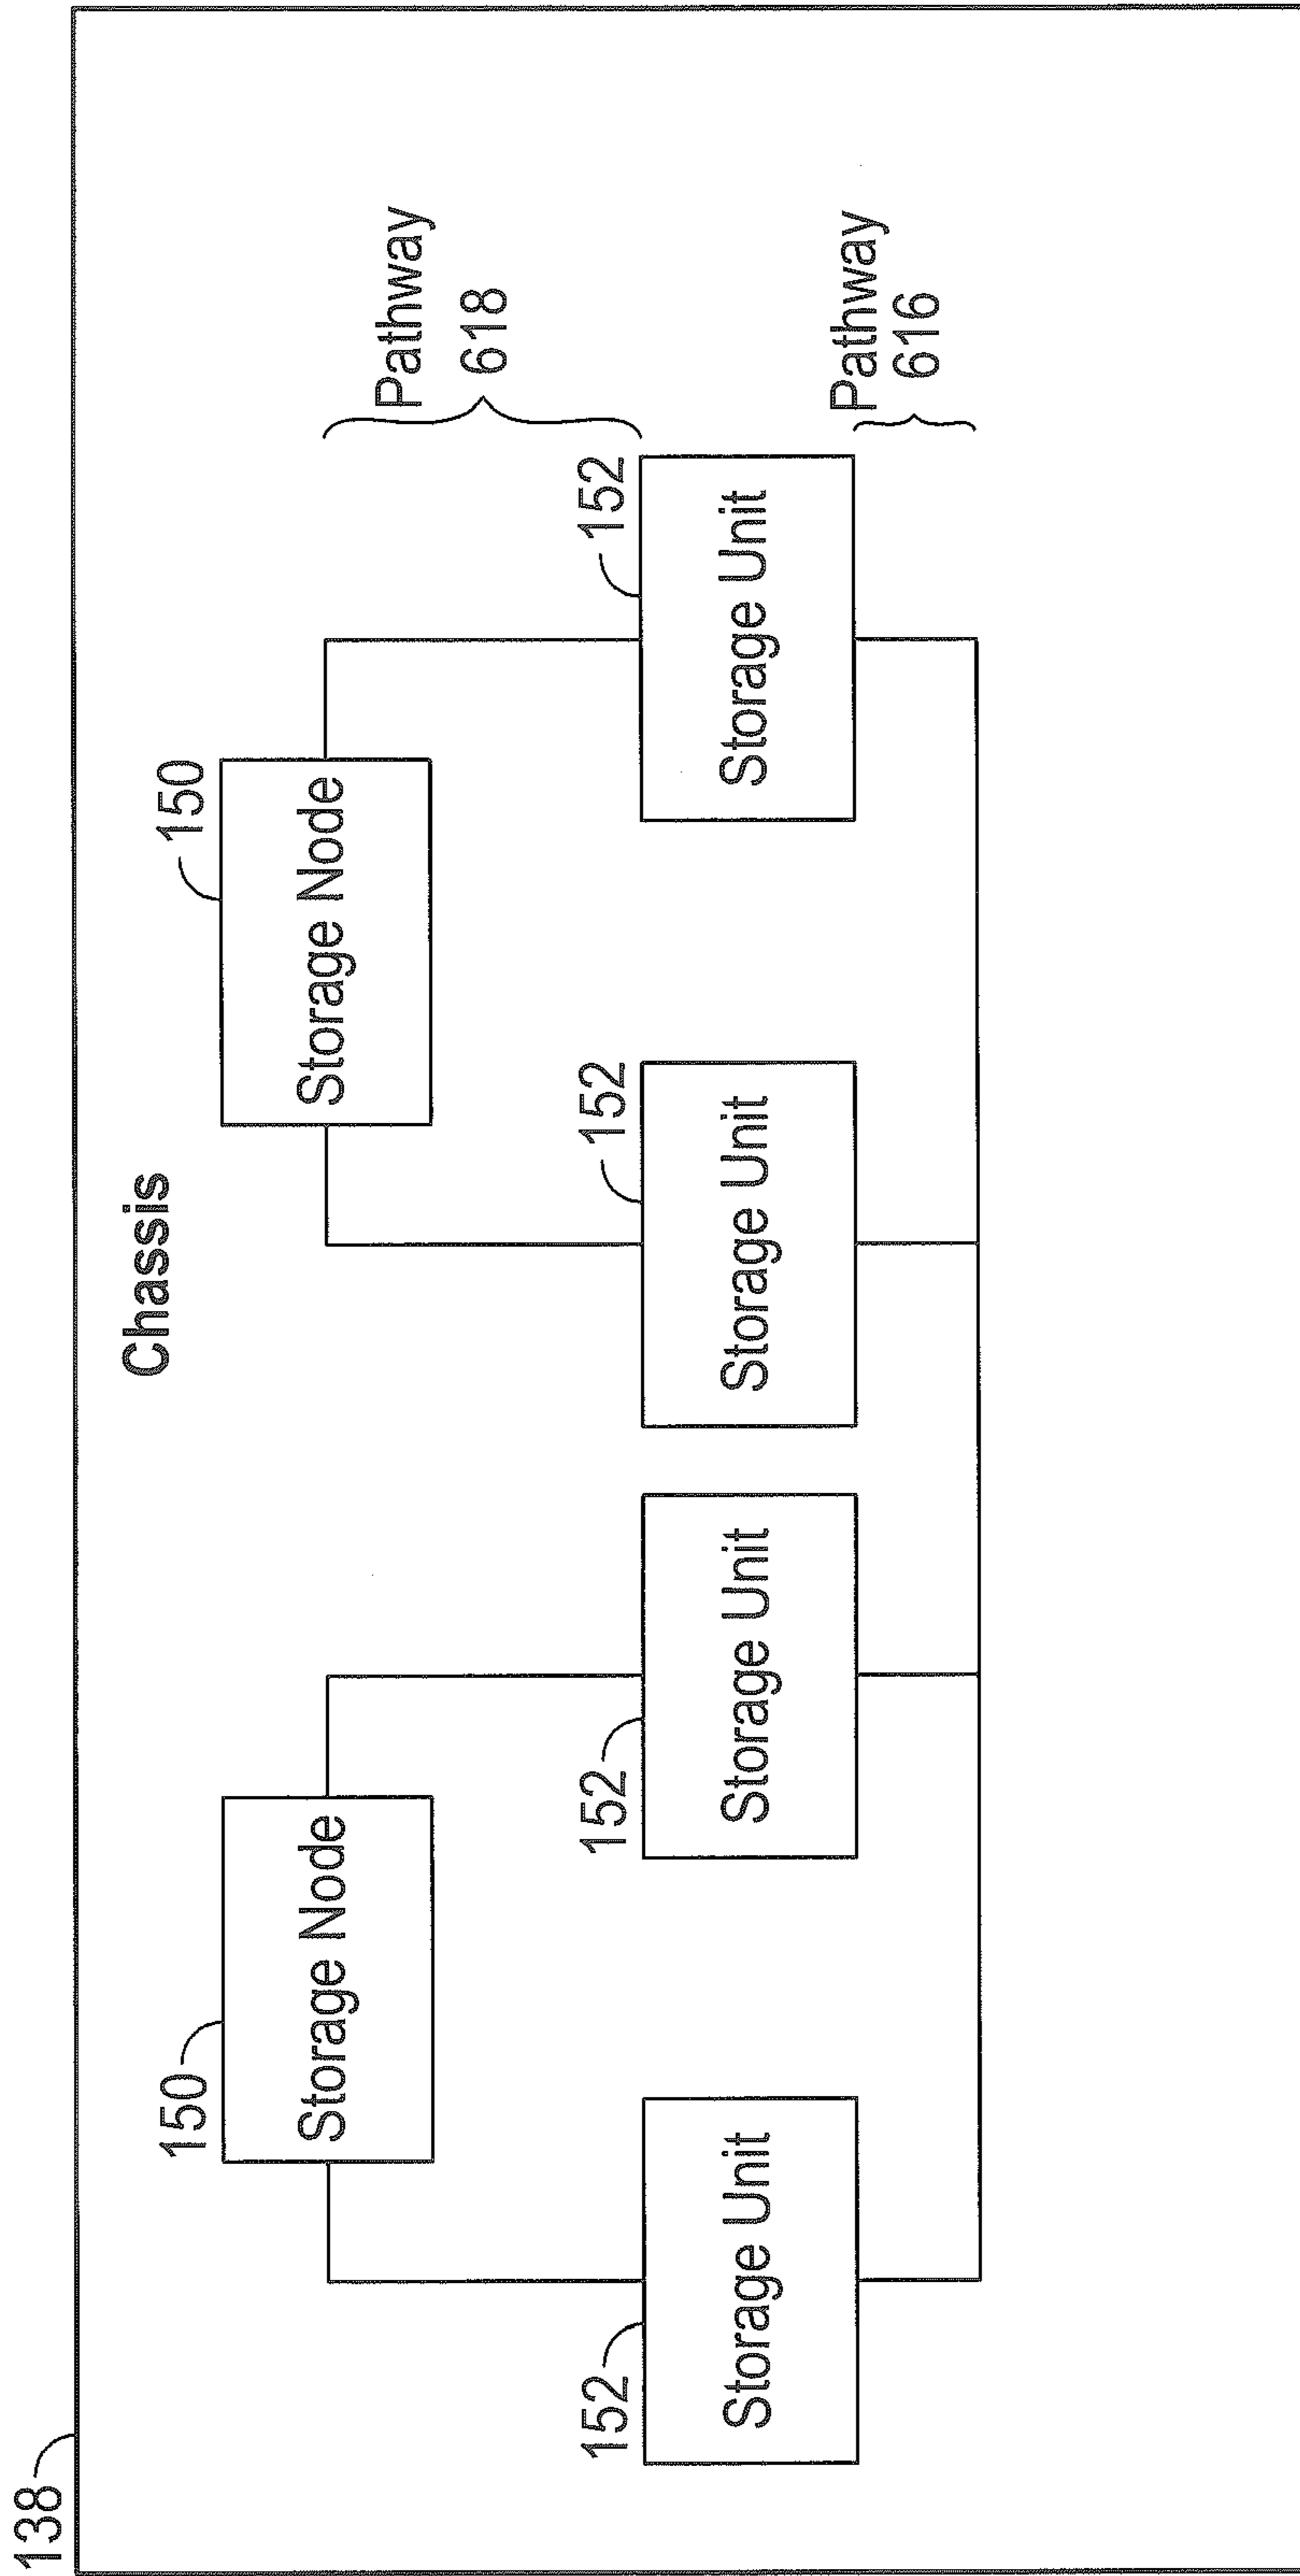 138
Chassis
150
Storage Node
150
Storage Node
Pathway
618
152
Storage Unit
152
Storage Unit
152
Storage Unit
152
Storage Unit
Pathway
616